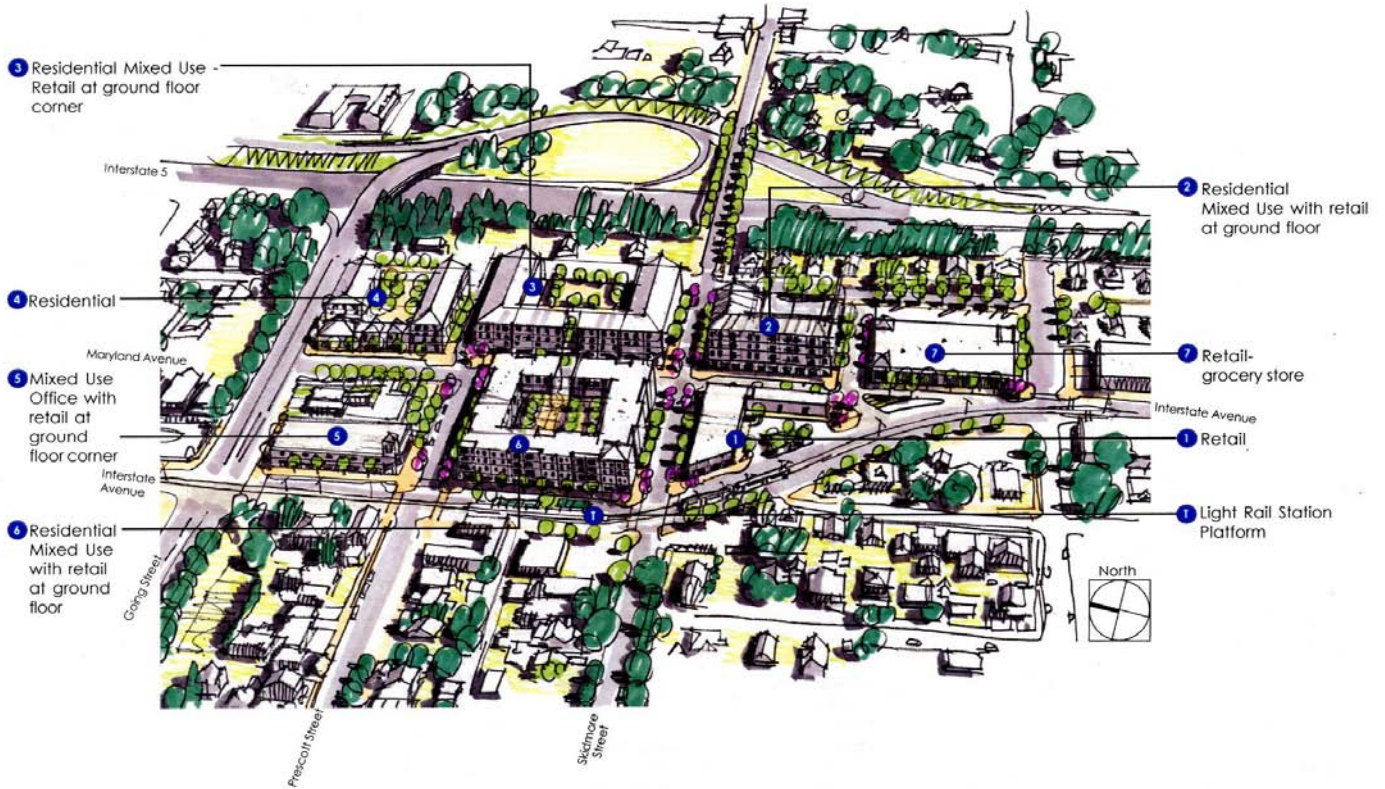 3 Residential Mixed Use -
Retail at ground floor
corner
Interstate 5
2 Residential
Mixed Use with retail
at ground floor
4 Residential
3
4
2
Maryland Avenue
7
7 Retail-
grocery store
5 Mixed Use
Office with
retail at
ground
floor corner
Interstate Avenue
5
6
1
1 Retail
Interstate
Avenue
T
T Light Rail Station
Platform
6 Residential
Mixed Use
with retail
at ground
floor
Going Street
North
Prescott Street
Skidmore
Street